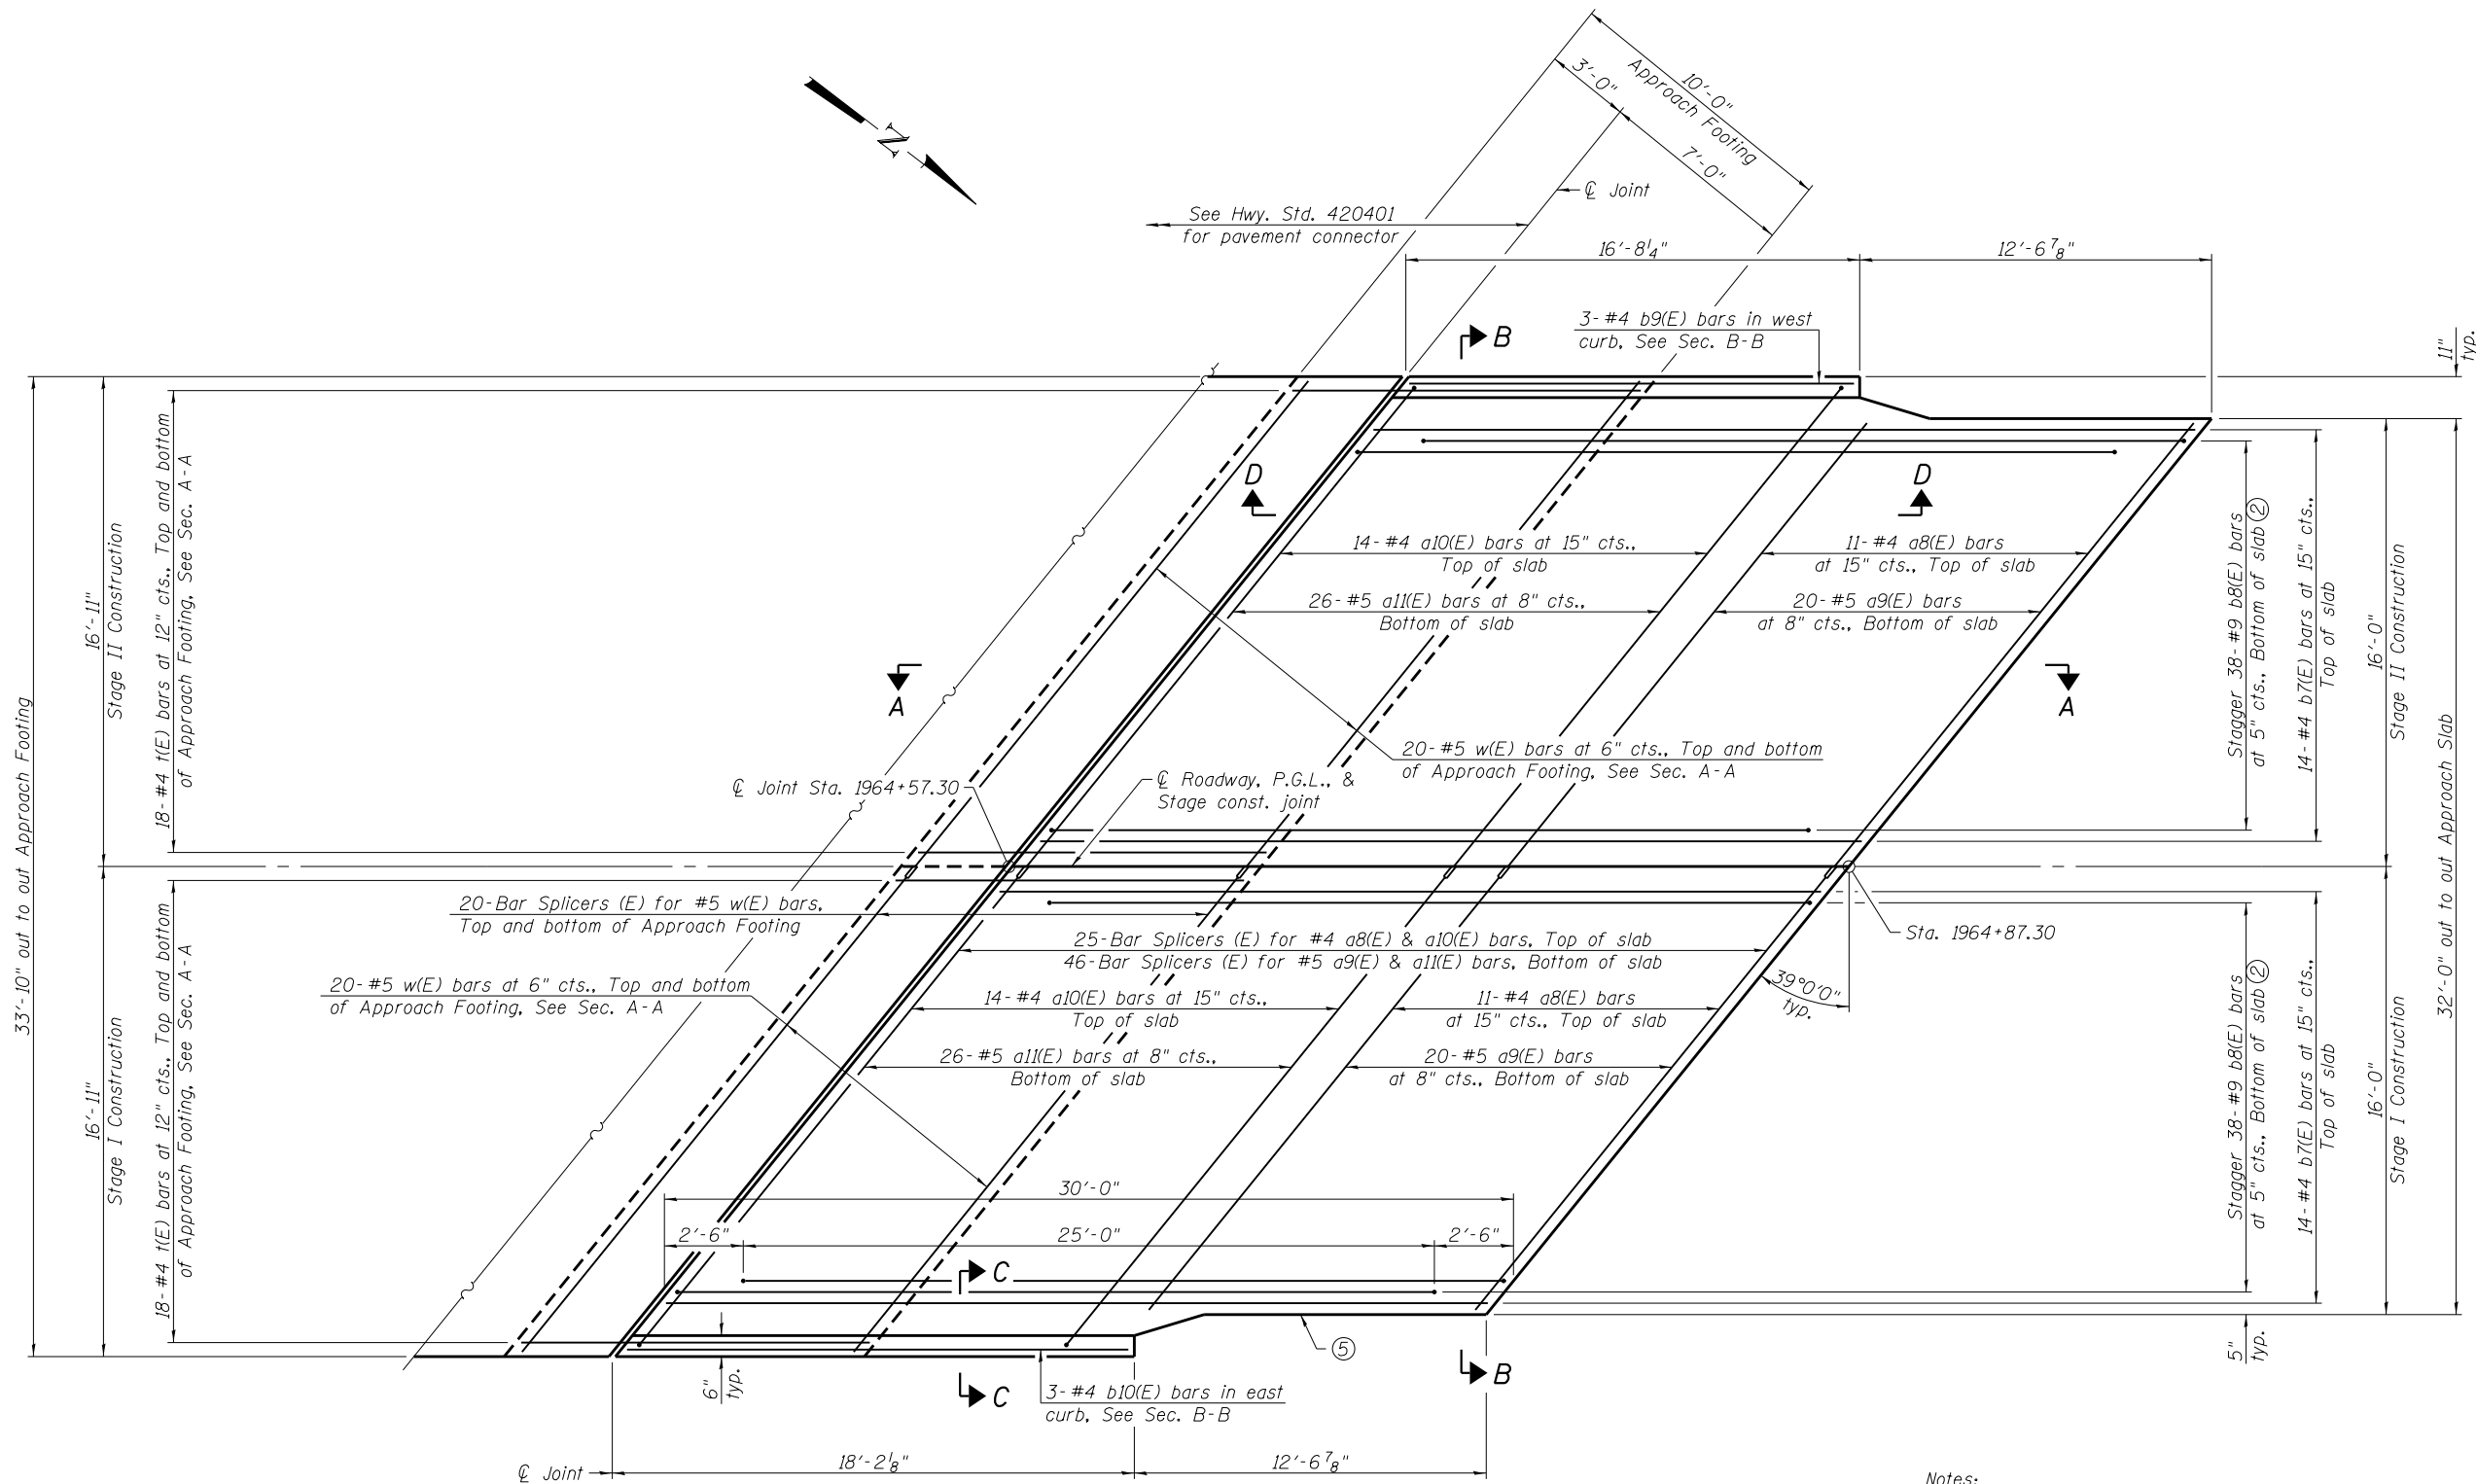 10'-0"
Approach Footing
3'-0"
7'-0"
N
℄ Joint
See Hwy. Std. 420401
for pavement connector
16'-8 1/4"
12'-6 7/8"
3-#4 b9(E) bars in west
curb, See Sec. B-B
B
11"
typ.
D
D
14-#4 a10(E) bars at 15" cts.,
Top of slab
11-#4 a8(E) bars
at 15" cts., Top of slab
26-#5 a11(E) bars at 8" cts.,
Bottom of slab
20-#5 a9(E) bars
at 8" cts., Bottom of slab
A
A
20-#5 w(E) bars at 6" cts., Top and bottom
of Approach Footing, See Sec. A-A
℄ Joint Sta. 1964+57.30
℄ Roadway, P.G.L., &
Stage const. joint
33'-10" out to out Approach Footing
16'-11"
Stage II Construction
18-#4 t(E) bars at 12" cts., Top and bottom
of Approach Footing, See Sec. A-A
Stagger 38-#9 b8(E) bars
at 5" cts., Bottom of slab ②
14-#4 b7(E) bars at 15" cts.,
Top of slab
16'-0"
Stage II Construction
32'-0" out to out Approach Slab
20-Bar Splicers (E) for #5 w(E) bars,
Top and bottom of Approach Footing
25-Bar Splicers (E) for #4 a8(E) & a10(E) bars, Top of slab
46-Bar Splicers (E) for #5 a9(E) & a11(E) bars, Bottom of slab
Sta. 1964+87.30
39°0'0"
typ.
20-#5 w(E) bars at 6" cts., Top and bottom
of Approach Footing, See Sec. A-A
14-#4 a10(E) bars at 15" cts.,
Top of slab
11-#4 a8(E) bars
at 15" cts., Top of slab
26-#5 a11(E) bars at 8" cts.,
Bottom of slab
20-#5 a9(E) bars
at 8" cts., Bottom of slab
16'-11"
Stage I Construction
18-#4 t(E) bars at 12" cts., Top and bottom
of Approach Footing, See Sec. A-A
Stagger 38-#9 b8(E) bars
at 5" cts., Bottom of slab ②
14-#4 b7(E) bars at 15" cts.,
Top of slab
16'-0"
Stage I Construction
30'-0"
2'-6"
25'-0"
2'-6"
C
⑤
5"
typ.
6"
typ.
C
B
3-#4 b10(E) bars in east
curb, See Sec. B-B
℄ Joint
18'-2 1/8"
12'-6 7/8"
Notes: